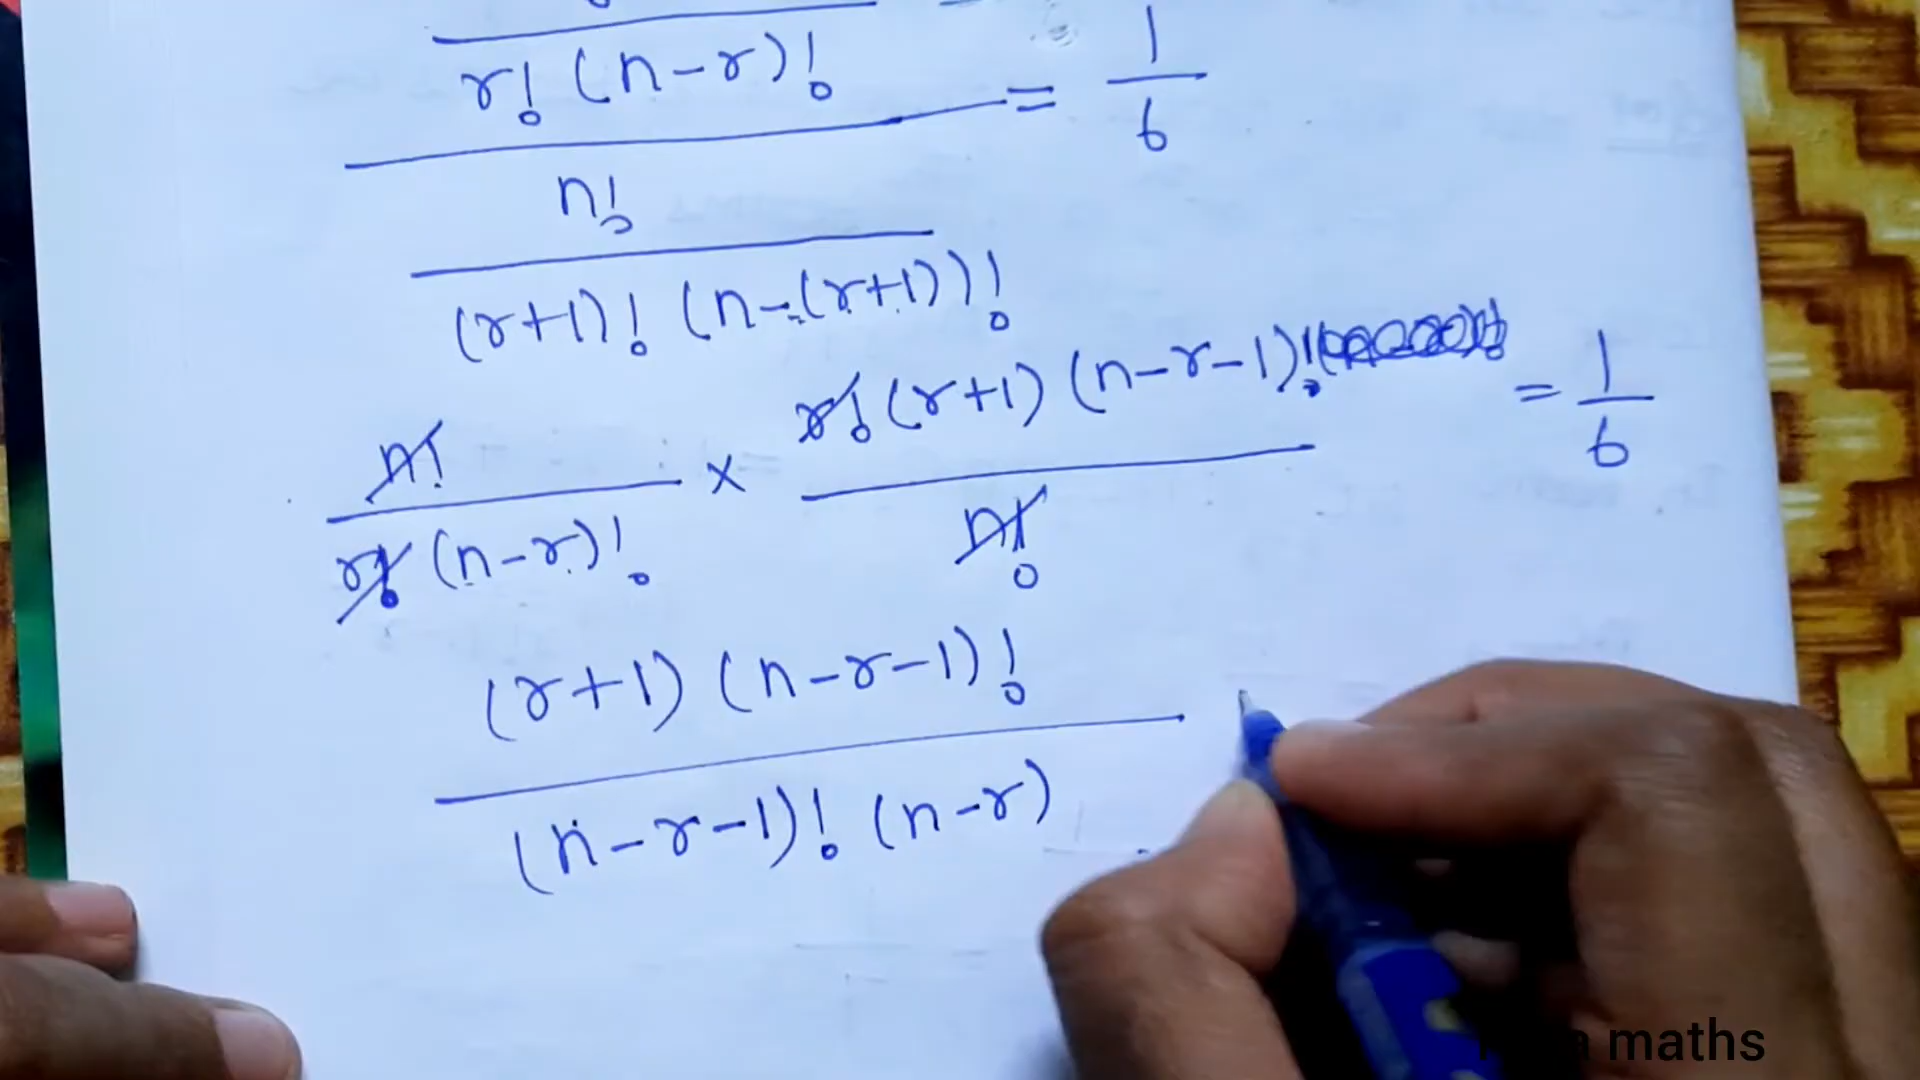 r! (n-r)! = 1/6
n!
(r+1)! (n-(r+1))!
n! × r! (r+1) (n-r-1)! = 1/6
r! (n-r)! n!
(r+1) (n-r-1)!
(n-r-1)! (n-r)
maths